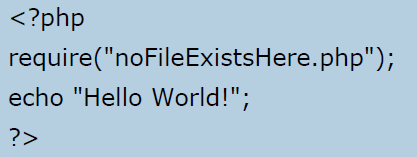 <?php
require("noFileExistsHere.php");
echo "Hello World!";
?>